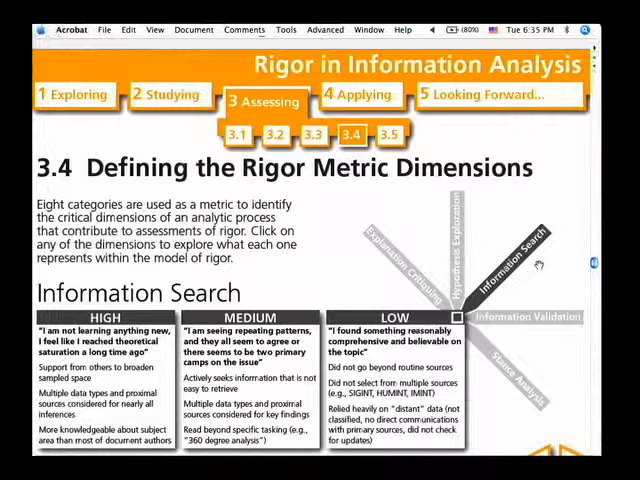 Acrobat File Edit View Document Comments Tools Advanced Window Help (80%) Tue 6:35 PM
Rigor in Information Analysis
1 Exploring 2 Studying 3 Assessing 4 Applying 5 Looking Forward...
3.1 3.2 3.3 3.4 3.5
3.4 Defining the Rigor Metric Dimensions
Eight categories are used as a metric to identify
the critical dimensions of an analytic process
that contribute to assessments of rigor. Click on
any of the dimensions to explore what each one
represents within the model of rigor.
Explanation Critiquing
Hypothesis Exploration
Information Search
Information Validation
Stance Analysis
Information Search
HIGH
"I am not learning anything new,
I feel like I reached theoretical
saturation a long time ago"
Support from others to broaden
sampled space
Multiple data types and proximal
sources considered for nearly all
inferences
More knowledgeable about subject
area than most of document authors
MEDIUM
"I am seeing repeating patterns,
and they all seem to agree or
there seems to be two primary
camps on the issue"
Actively seeks information that is not
easy to retrieve
Multiple data types and proximal
sources considered for key findings
Read beyond specific tasking (e.g.,
"360 degree analysis")
LOW
"I found something reasonably
comprehensive and believable on
the topic"
Did not go beyond routine sources
Did not select from multiple sources
(e.g., SIGINT, HUMINT, IMINT)
Relied heavily on "distant" data (not
classified, no direct communications
with primary sources, did not check
for updates)